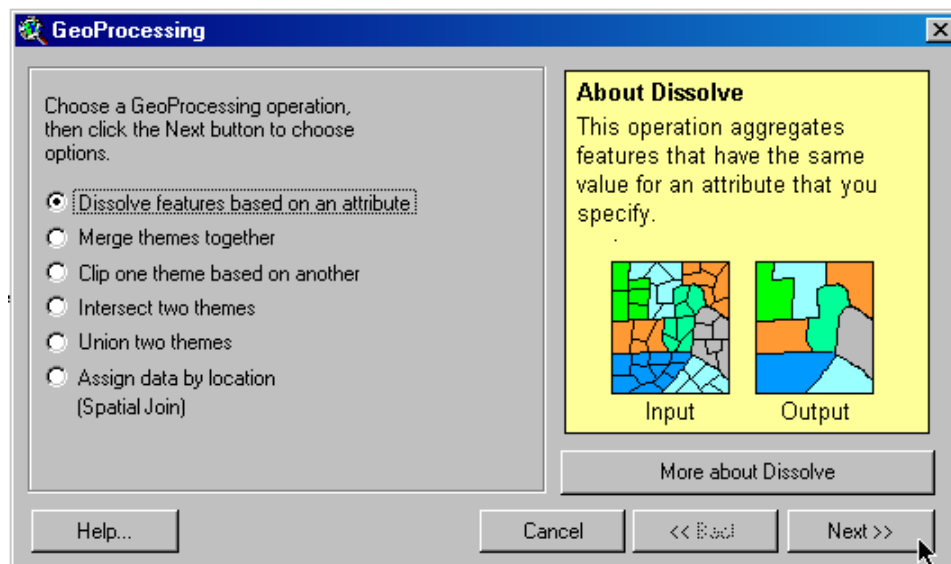 GeoProcessing
Choose a GeoProcessing operation,
then click the Next button to choose
options.
Dissolve features based on an attribute
Merge themes together
Clip one theme based on another
Intersect two themes
Union two themes
Assign data by location
(Spatial Join)
About Dissolve
This operation aggregates
features that have the same
value for an attribute that you
specify.
Input
Output
More about Dissolve
Help...
Cancel
<< Back
Next >>